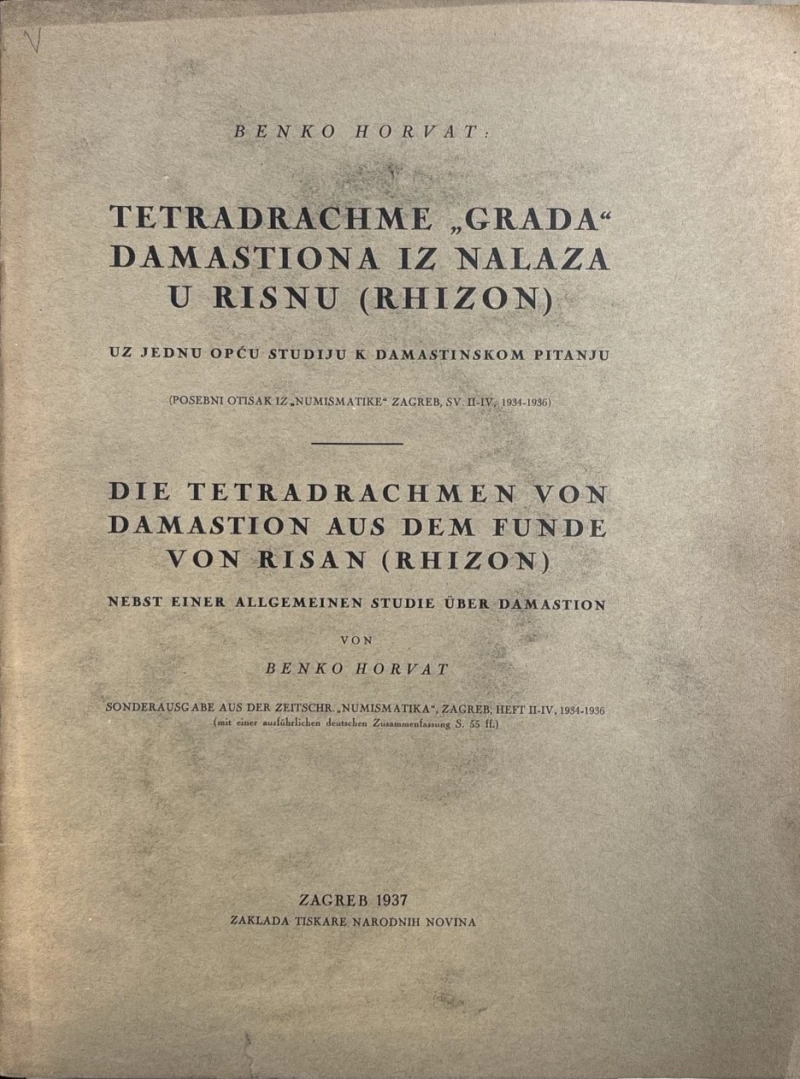 BENKO HORVAT:
TETRADRACHME „GRADA“
DAMASTIONA IZ NALAZA
U RISNU (RHIZON)
UZ JEDNU OPĆU STUDIJU K DAMASTINSKOM PITANJU
(POSEBNI OTISAK IZ „NUMISMATIKE“ ZAGREB, SV. II-IV, 1934-1936)
DIE TETRADRACHMEN VON
DAMASTION AUS DEM FUNDE
VON RISAN (RHIZON)
NEBST EINER ALLGEMEINEN STUDIE ÜBER DAMASTION
VON
BENKO HORVAT
SONDERAUSGABE AUS DER ZEITSCHR. „NUMISMATIKA“, ZAGREB, HEFT II-IV, 1934-1936
(mit einer ausführlichen deutschen Zusammenfassung S. 55 ff.)
ZAGREB 1937
ZAKLADA TISKARE NARODNIH NOVINA